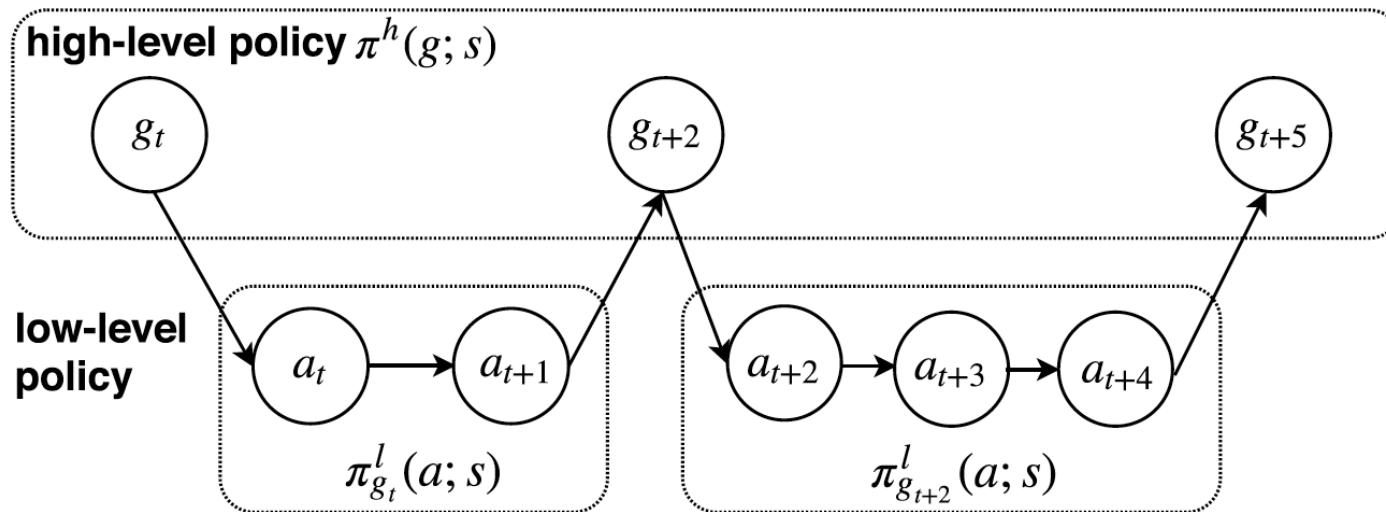 high-level policy π^h(g; s)
g_t
g_{t+2}
g_{t+5}
low-level
policy
a_t
a_{t+1}
a_{t+2}
a_{t+3}
a_{t+4}
π^l_{g_t}(a; s)
π^l_{g_{t+2}}(a; s)